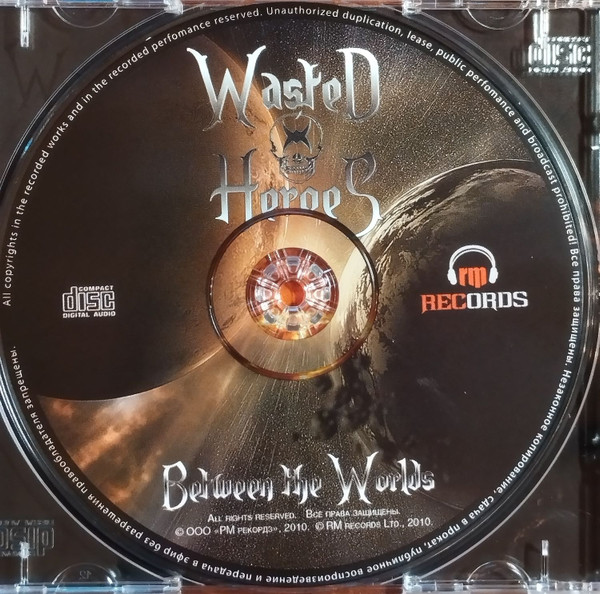 All copyrights in the recorded works and in the recorded perfomance reserved. Unauthorized duplication, lease, public perfomance and broadcast prohibited! Все права защищены. Незаконное копирование, сдача в прокат, публичное воспроизведение и передача в эфир без разрешения правообладателя запрещены.
WasteD
HeroeS
COMPACT
disc
DIGITAL AUDIO
rm
RECORDS
Between the Worlds
ALL RIGHTS RESERVED. ВСЕ ПРАВА ЗАЩИЩЕНЫ.
© ООО «РМ РЕКОРДЗ», 2010. © RM RECORDS LTD., 2010.